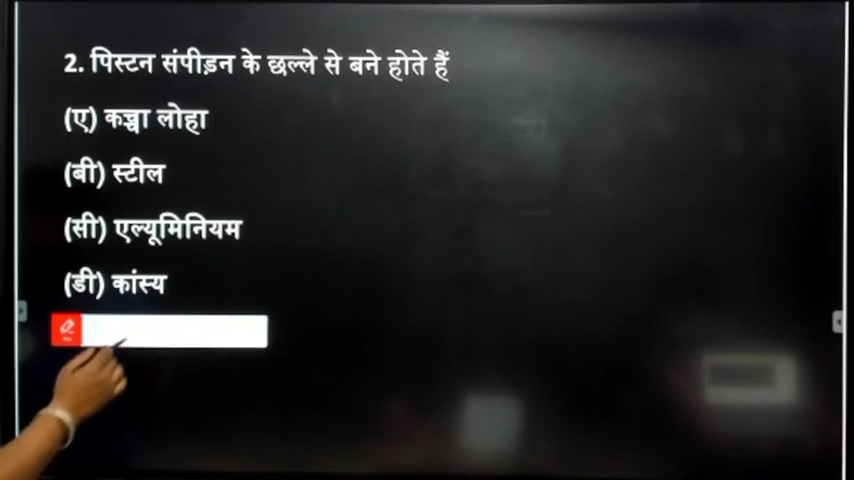 2. पिस्टन संपीड़न के छल्ले से बने होते हैं
(ए) कच्चा लोहा
(बी) स्टील
(सी) एल्यूमिनियम
(डी) कांस्य